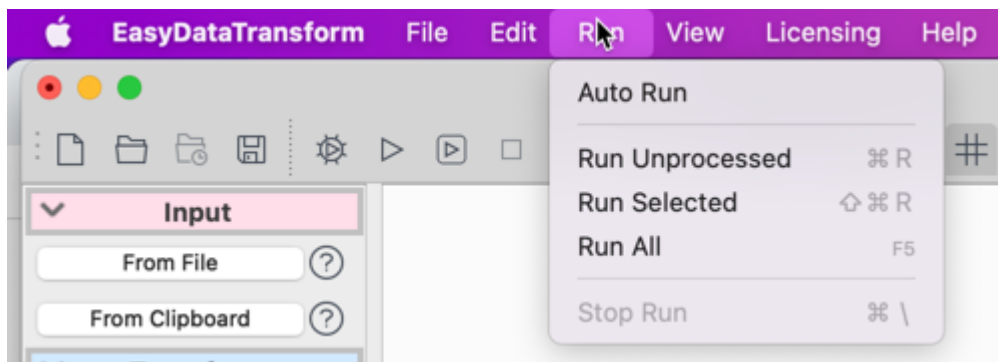 EasyDataTransform File Edit Run View Licensing Help
Auto Run
Run Unprocessed ⌘ R
Run Selected ⇧ ⌘ R
Run All F5
Stop Run ⌘ \
Input
From File ?
From Clipboard ?